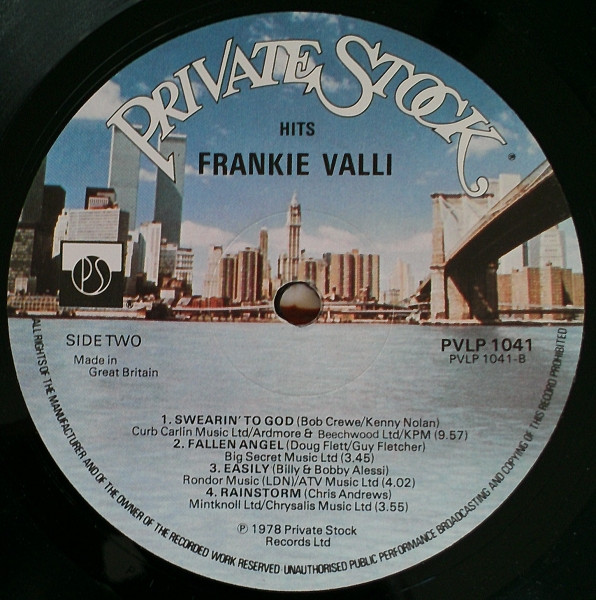 PRIVATE STOCK
HITS
FRANKIE VALLI
PS
®
SIDE TWO
Made in
Great Britain
PVLP 1041
PVLP 1041-B
1. SWEARIN' TO GOD (Bob Crewe/Kenny Nolan)
Curb Carlin Music Ltd/Ardmore & Beechwood Ltd/KPM (9.57)
2. FALLEN ANGEL (Doug Flett/Guy Fletcher)
Big Secret Music Ltd (3.45)
3. EASILY (Billy & Bobby Alessi)
Rondor Music (LDN)/ATV Music Ltd (4.02)
4. RAINSTORM (Chris Andrews)
Mintknoll Ltd/Chrysalis Music Ltd (3.55)
℗ 1978 Private Stock
Records Ltd
ALL RIGHTS OF THE MANUFACTURER AND OF THE OWNER OF THE RECORDED WORK RESERVED UNAUTHORISED PUBLIC PERFORMANCE BROADCASTING AND COPYING OF THIS RECORD PROHIBITED